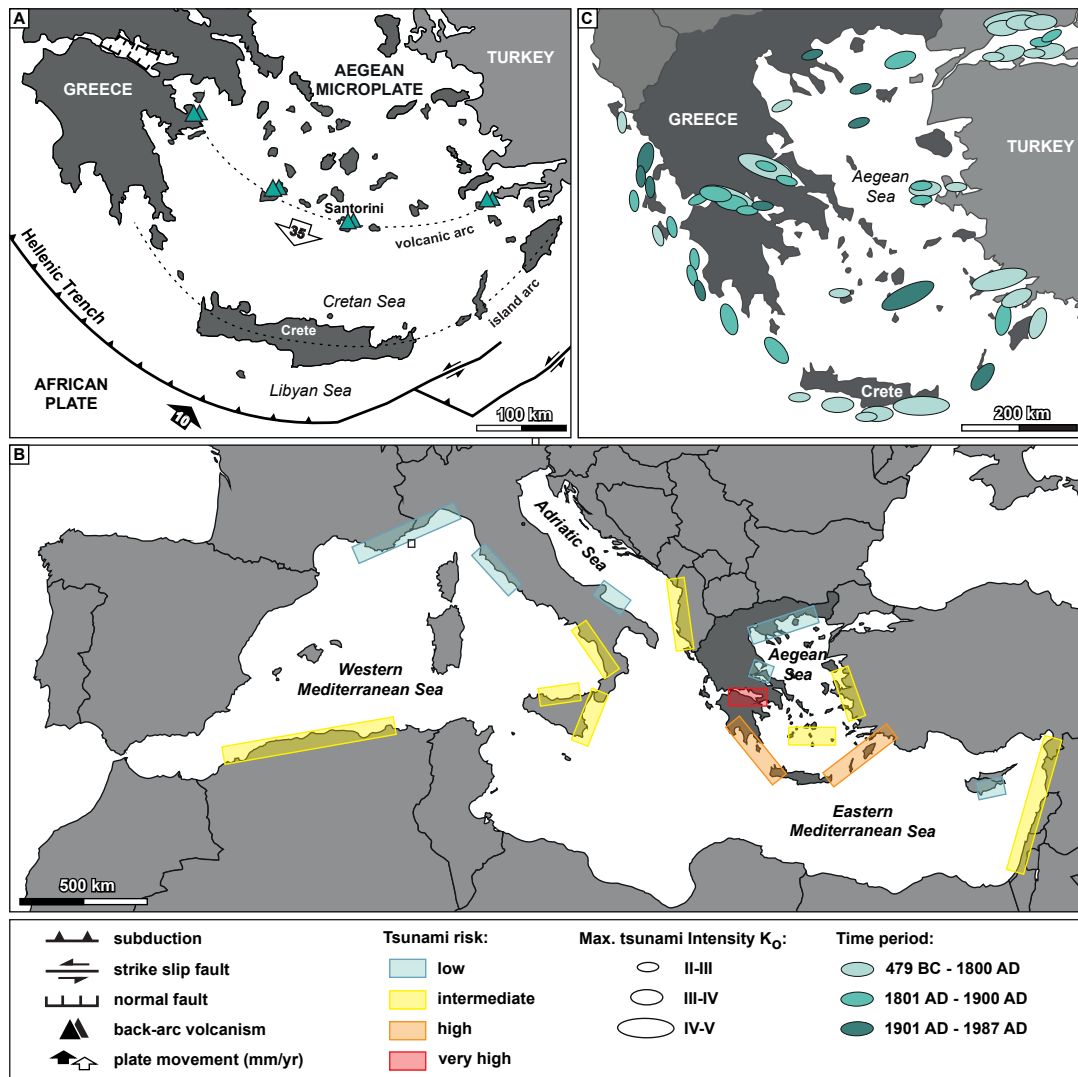 A
GREECE
AEGEAN
MICROPLATE
TURKEY
Santorini
35
volcanic arc
Hellenic Trench
Cretan Sea
island arc
Crete
AFRICAN
PLATE
Libyan Sea
10
100 km
C
GREECE
TURKEY
Aegean
Sea
Crete
200 km
B
Adriatic Sea
Western
Mediterranean Sea
Aegean
Sea
Eastern
Mediterranean Sea
500 km
subduction
strike slip fault
normal fault
back-arc volcanism
plate movement (mm/yr)
Tsunami risk:
low
intermediate
high
very high
Max. tsunami Intensity Ko:
II-III
III-IV
IV-V
Time period:
479 BC - 1800 AD
1801 AD - 1900 AD
1901 AD - 1987 AD